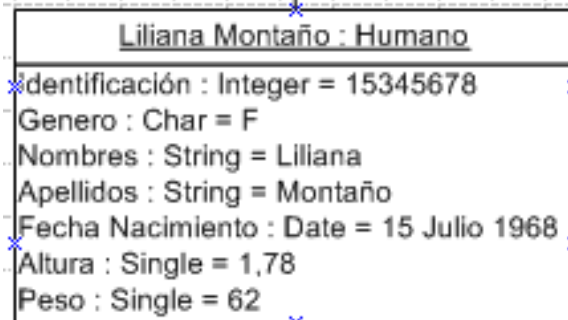 Liliana Montaño : Humano
Identificación : Integer = 15345678
Genero : Char = F
Nombres : String = Liliana
Apellidos : String = Montaño
Fecha Nacimiento : Date = 15 Julio 1968
Altura : Single = 1,78
Peso : Single = 62